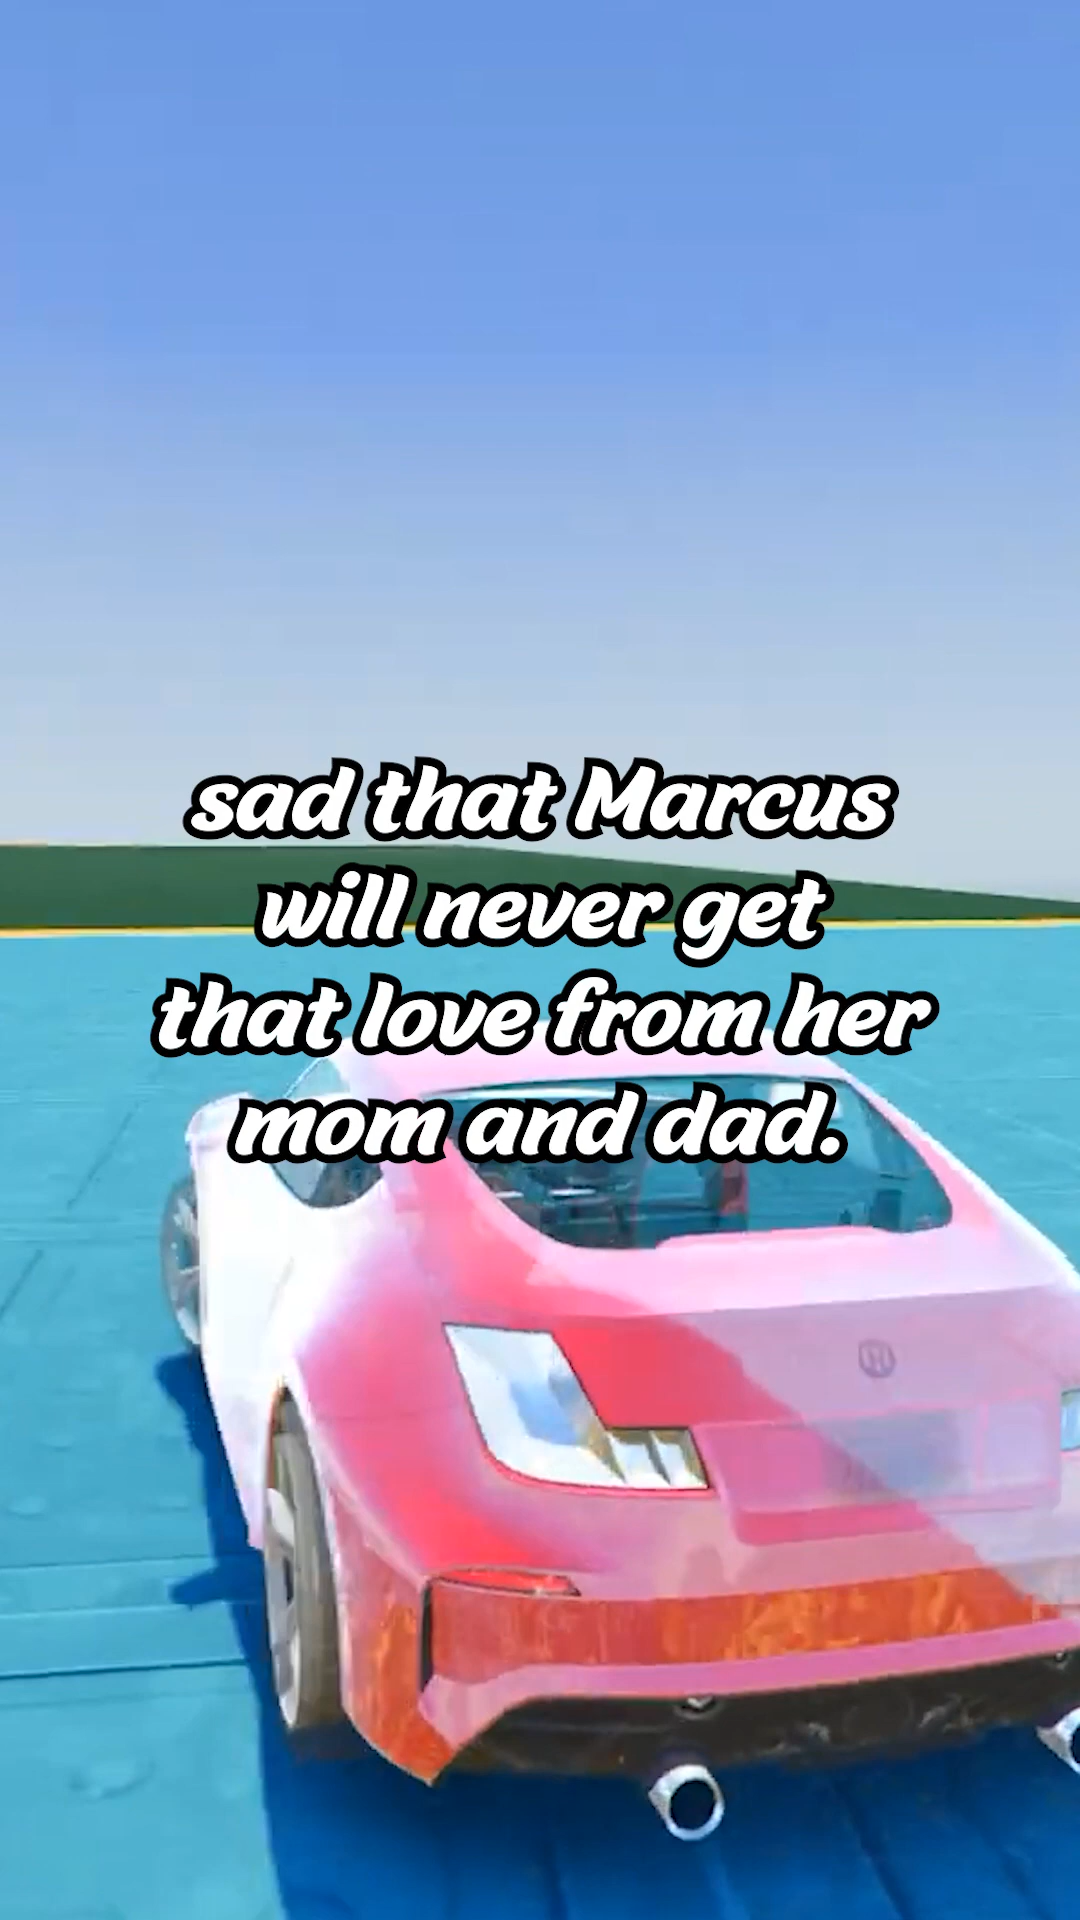 sad that Marcus
will never get
that love from her
mom and dad.